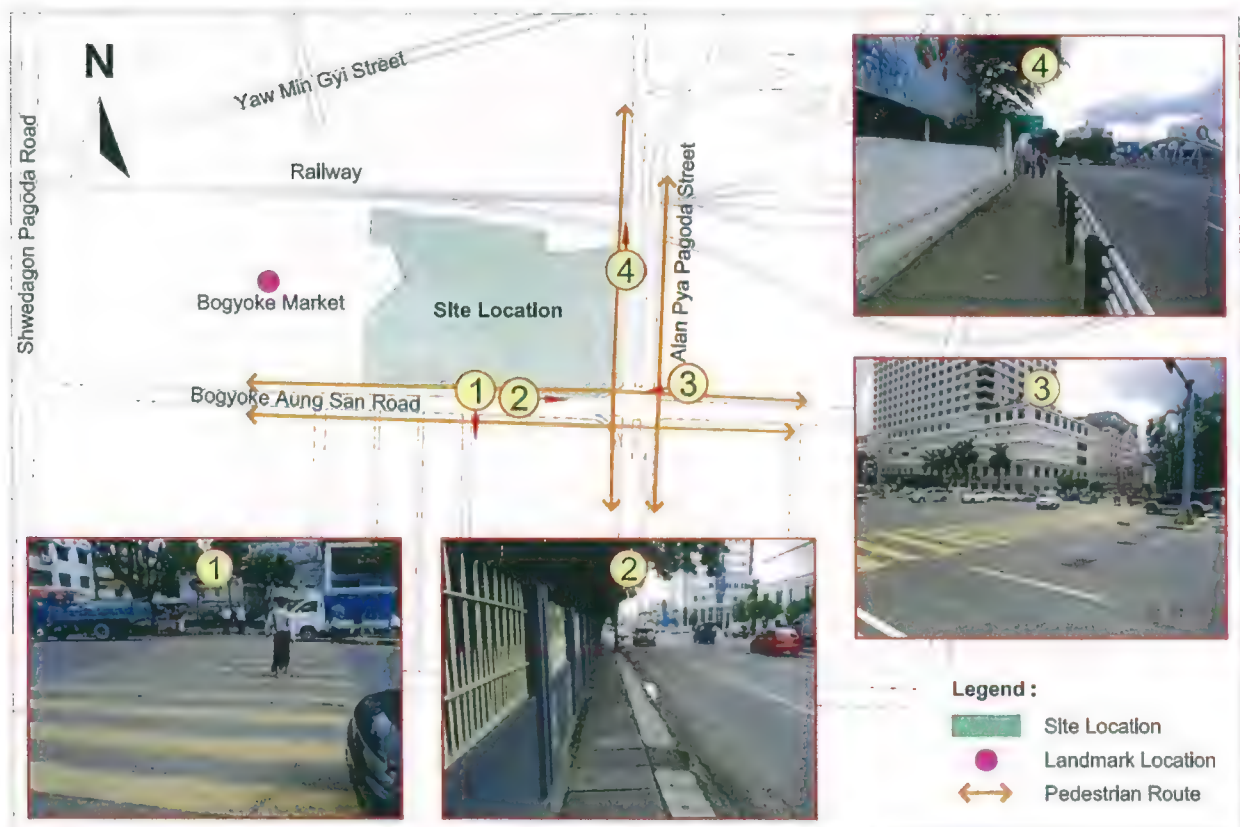 N
Yaw Min Gyi Street
4
Railway
Shwedagon Pagoda Road
Alan Pya Pagoda Street
4
Bogyoke Market
Site Location
1
2
3
Bogyoke Aung San Road
3
1
2
Legend :
Site Location
Landmark Location
Pedestrian Route